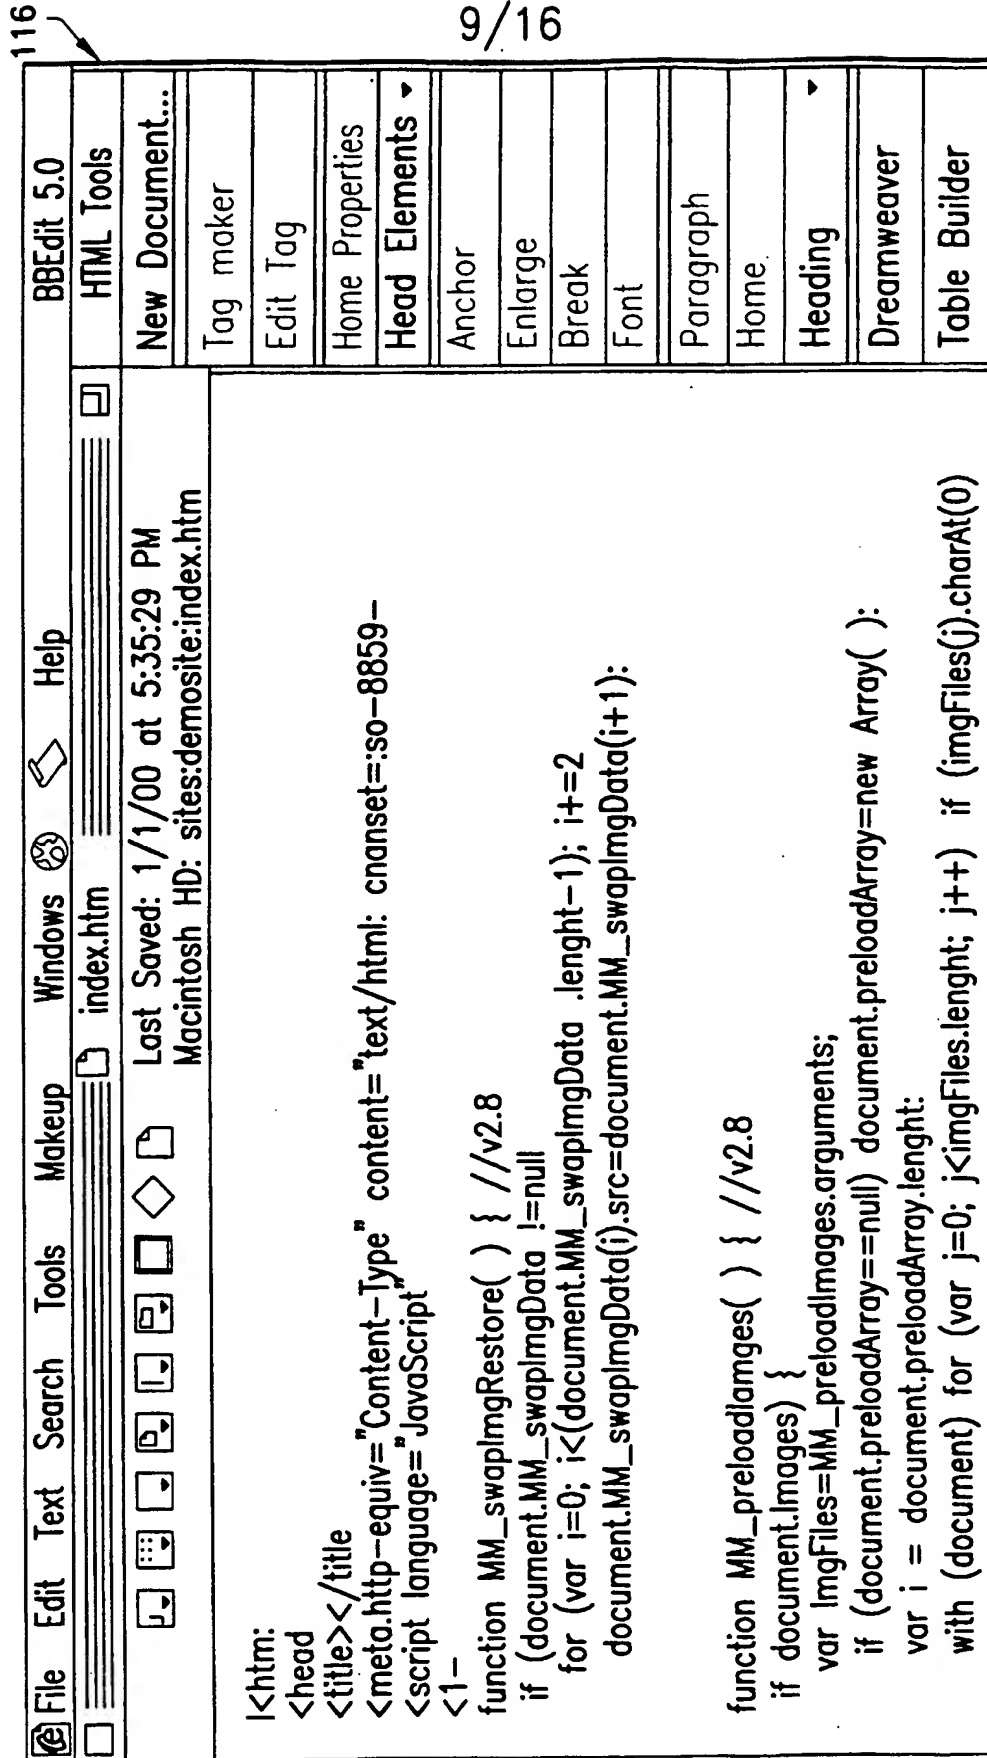 9/16
116
File Edit Text Search Tools Makeup Windows Help BBEdit 5.0
index.htm
HTML Tools
Last Saved: 1/1/00 at 5:35:29 PM
Macintosh HD: sites:demosite:index.htm
New Document...
Tag maker
Edit Tag
Home Properties
Head Elements
Anchor
Enlarge
Break
Font
Paragraph
Home
Heading
Dreamweaver
Table Builder
I<htm:
<head
<title></title
<meta.http-equiv="Content-Type" content="text/html: cnanset=:so-8859-
<script language="JavaScript"
<1-
function MM_swapImgRestore( ) { //v2.8
if (document.MM_swapImgData !=null
for (var i=0; i<(document.MM_swapImgData .lenght-1); i+=2
document.MM_swapImgData(i).src=document.MM_swapImgData(i+1):
function MM_preloadIamges( ) { //v2.8
if document.Images) {
var ImgFiles=MM_preloadImages.arguments;
if (document.preloadArray==null) document.preloadArray=new Array( ):
var i = document.preloadArray.lenght:
with (document) for (var j=0; j<imgFiles.lenght; j++) if (imgFiles(j).charAt(0)